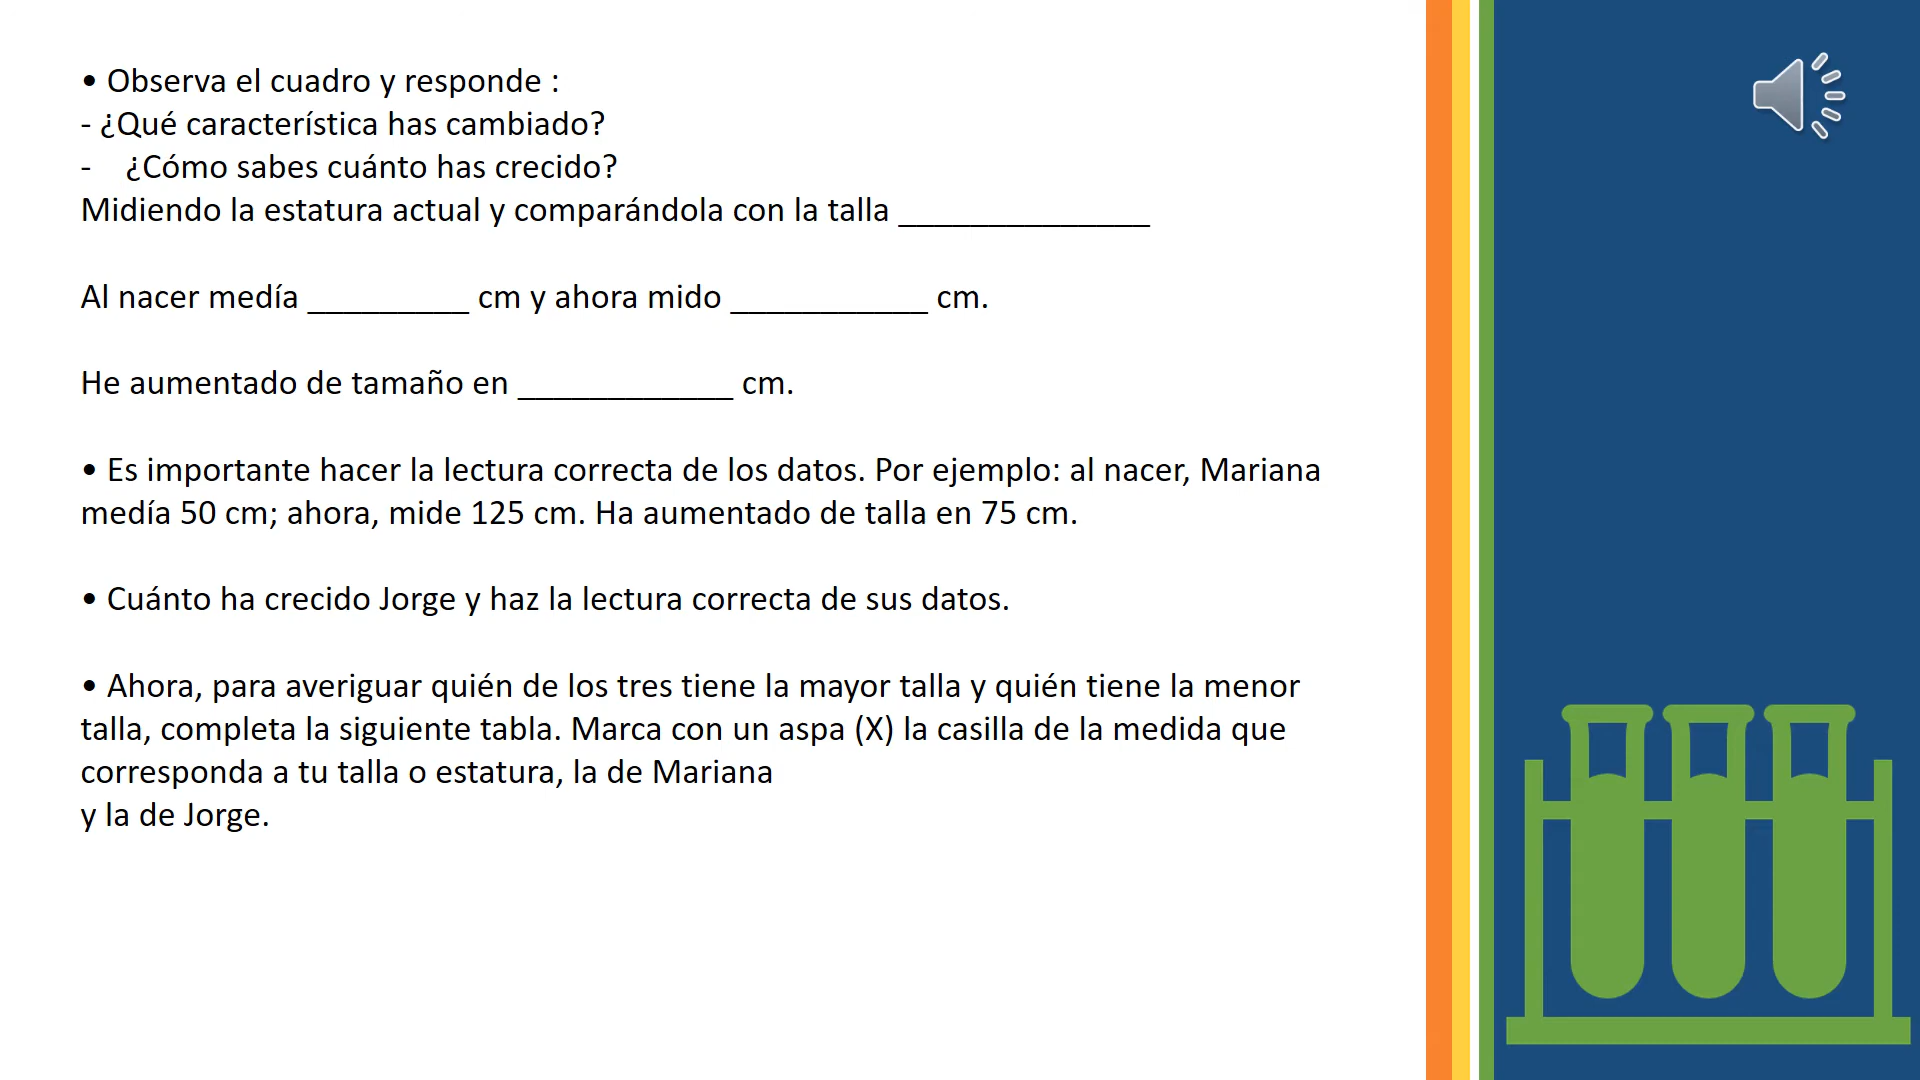 • Observa el cuadro y responde :
- ¿Qué característica has cambiado?
- ¿Cómo sabes cuánto has crecido?
Midiendo la estatura actual y comparándola con la talla ______________
Al nacer medía _________ cm y ahora mido ___________ cm.
He aumentado de tamaño en ____________ cm.
• Es importante hacer la lectura correcta de los datos. Por ejemplo: al nacer, Mariana
medía 50 cm; ahora, mide 125 cm. Ha aumentado de talla en 75 cm.
• Cuánto ha crecido Jorge y haz la lectura correcta de sus datos.
• Ahora, para averiguar quién de los tres tiene la mayor talla y quién tiene la menor
talla, completa la siguiente tabla. Marca con un aspa (X) la casilla de la medida que
corresponda a tu talla o estatura, la de Mariana
y la de Jorge.